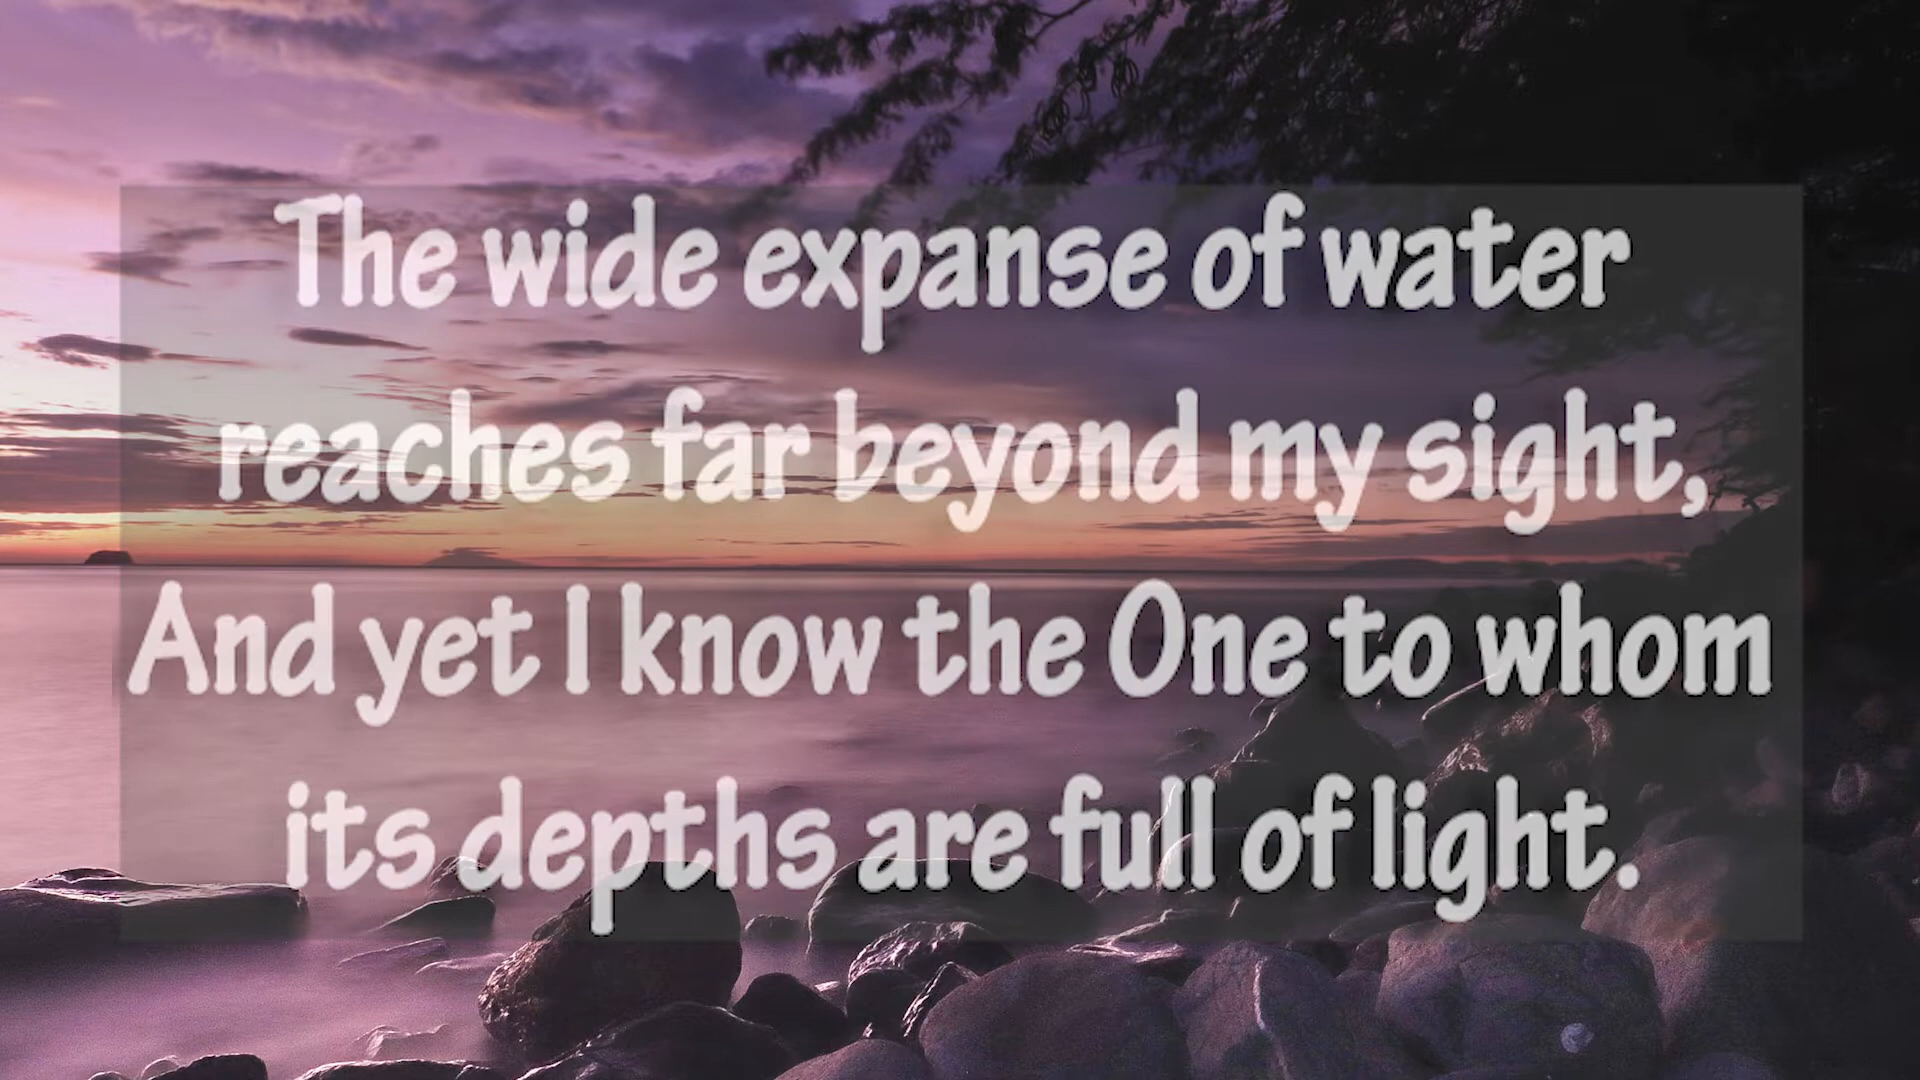 The wide expanse of water
reaches far beyond my sight,
And yet I know the One to whom
its depths are full of light.